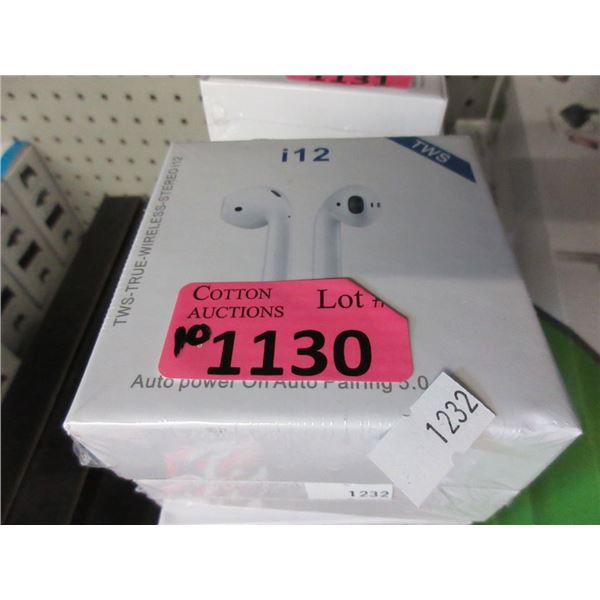 1131
i12
TWS
TWS-TRUE-WIRELESS-STEREO i12
COTTON
AUCTIONS
Lot #
10
1130
Auto power On Auto Pairing 5.0
1232
1232